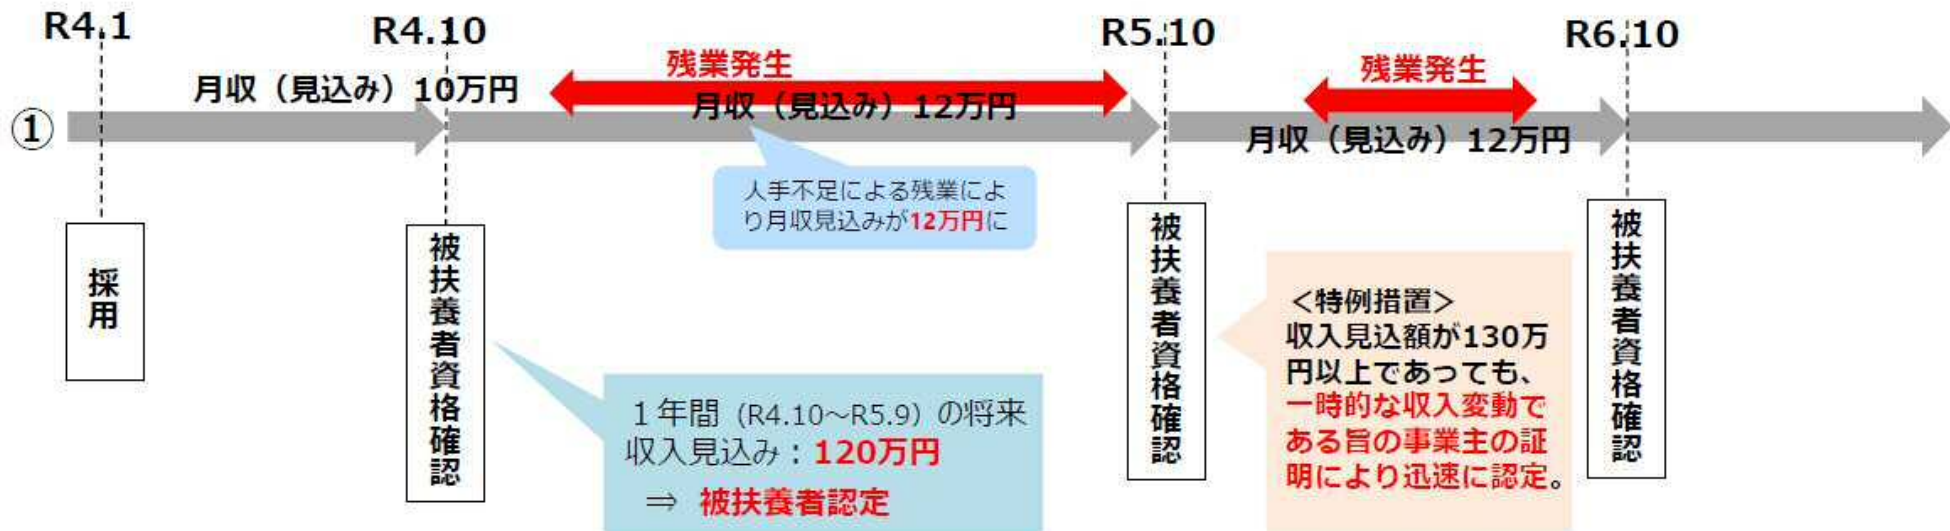 R4.1
R4.10
R5.10
R6.10
残業発生
残業発生
月収（見込み）10万円
月収（見込み）12万円
月収（見込み）12万円
①
人手不足による残業によ
り月収見込みが12万円に
採用
被扶養者資格確認
被扶養者資格確認
被扶養者資格確認
１年間（R4.10～R5.9）の将来
収入見込み：120万円
⇒ 被扶養者認定
＜特例措置＞
収入見込額が130万
円以上であっても、
一時的な収入変動で
ある旨の事業主の証
明により迅速に認定。